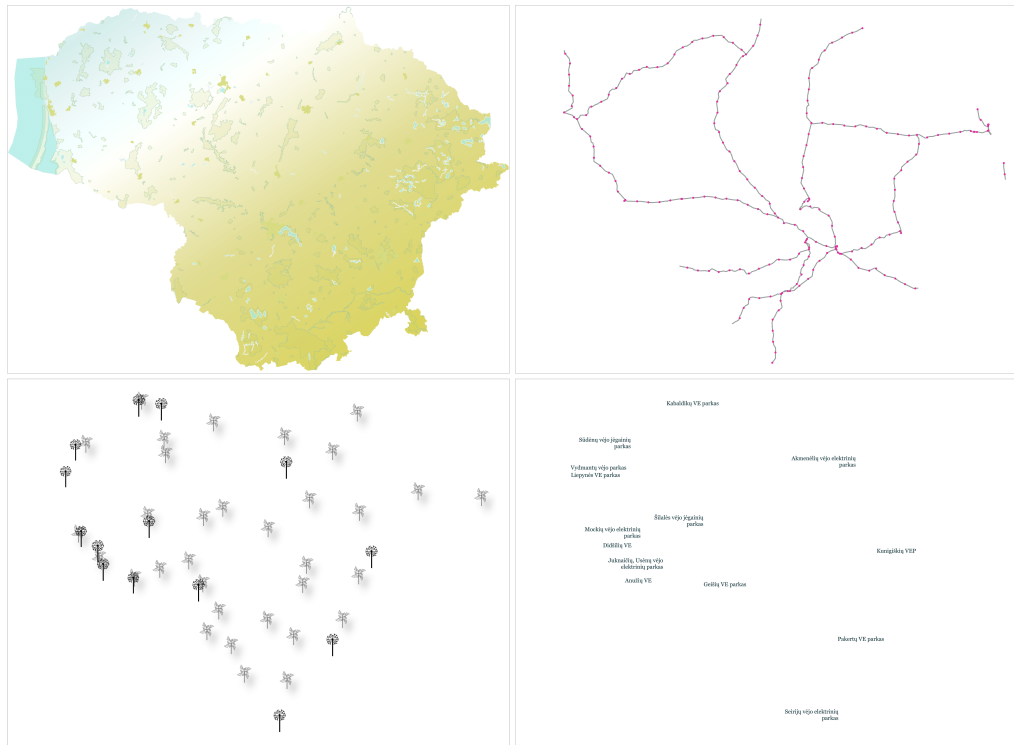 Kabaldikų VE parkas
Sūdėnų vėjo jėgainių
parkas
Akmenėlių vėjo elektrinių
parkas
Vydmantų vėjo parkas
Liepynės VE parkas
Šilalės vėjo jėgainių
parkas
Mockių vėjo elektrinių
parkas
Didšilių VE
Kunigiškių VEP
Juknaičių, Usėnų vėjo
elektrinių parkas
Anužių VE
Geišių VE parkas
Pakertų VE parkas
Seirijų vėjo elektrinių
parkas